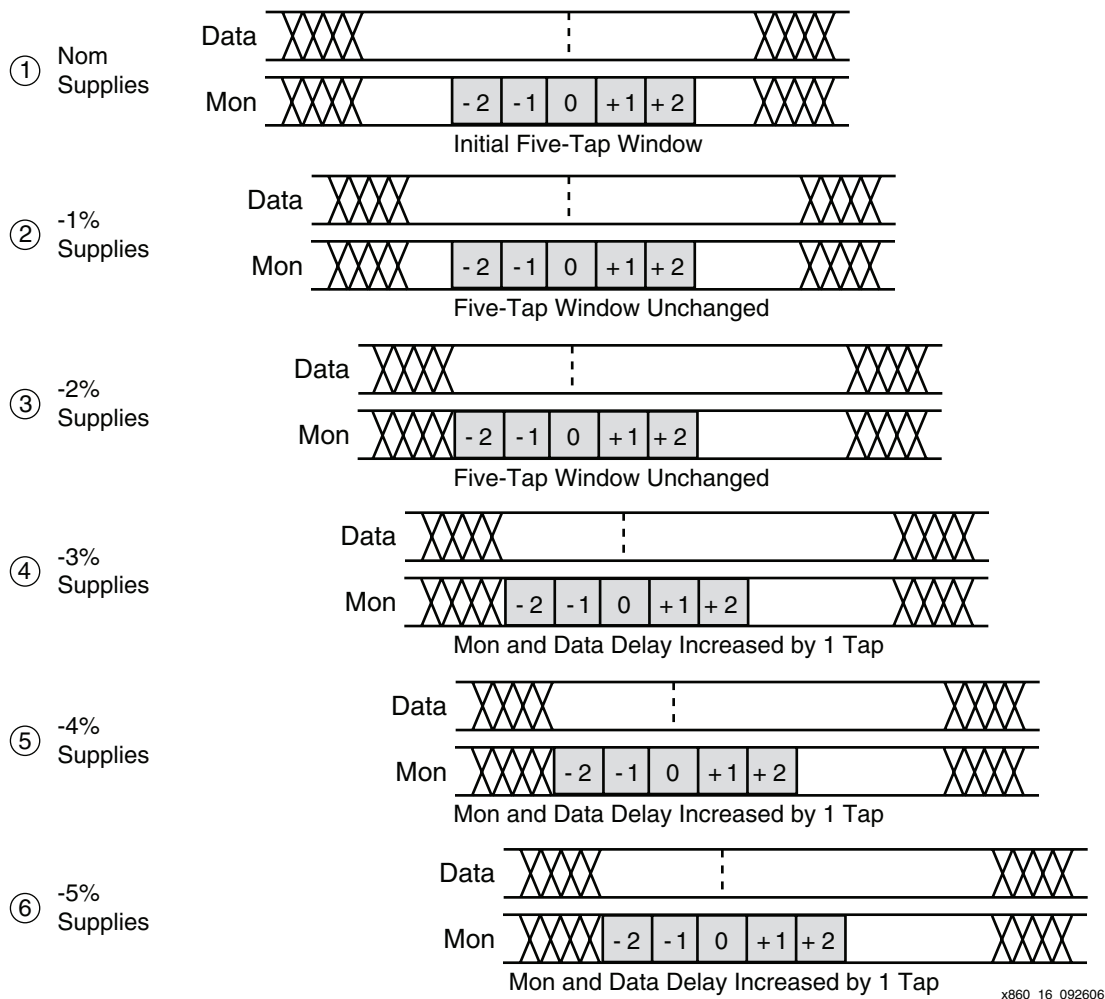 Data
1 Nom
Supplies
Mon - 2 - 1 0 + 1 + 2
Initial Five-Tap Window
Data
2 -1%
Supplies
Mon - 2 - 1 0 + 1 + 2
Five-Tap Window Unchanged
Data
3 -2%
Supplies
Mon - 2 - 1 0 + 1 + 2
Five-Tap Window Unchanged
Data
4 -3%
Supplies
Mon - 2 - 1 0 + 1 + 2
Mon and Data Delay Increased by 1 Tap
Data
5 -4%
Supplies
Mon - 2 - 1 0 + 1 + 2
Mon and Data Delay Increased by 1 Tap
Data
6 -5%
Supplies
Mon - 2 - 1 0 + 1 + 2
Mon and Data Delay Increased by 1 Tap
x860_16_092606